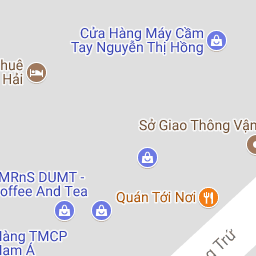 Cửa Hàng Máy Cầm
Tay Nguyễn Thị Hồng
huê
Hải
Sở Giao Thông Vận
MRnS DUMT -
offee And Tea
Quán Tới Nơi
Hàng TMCP
Nam Á
g Trứ